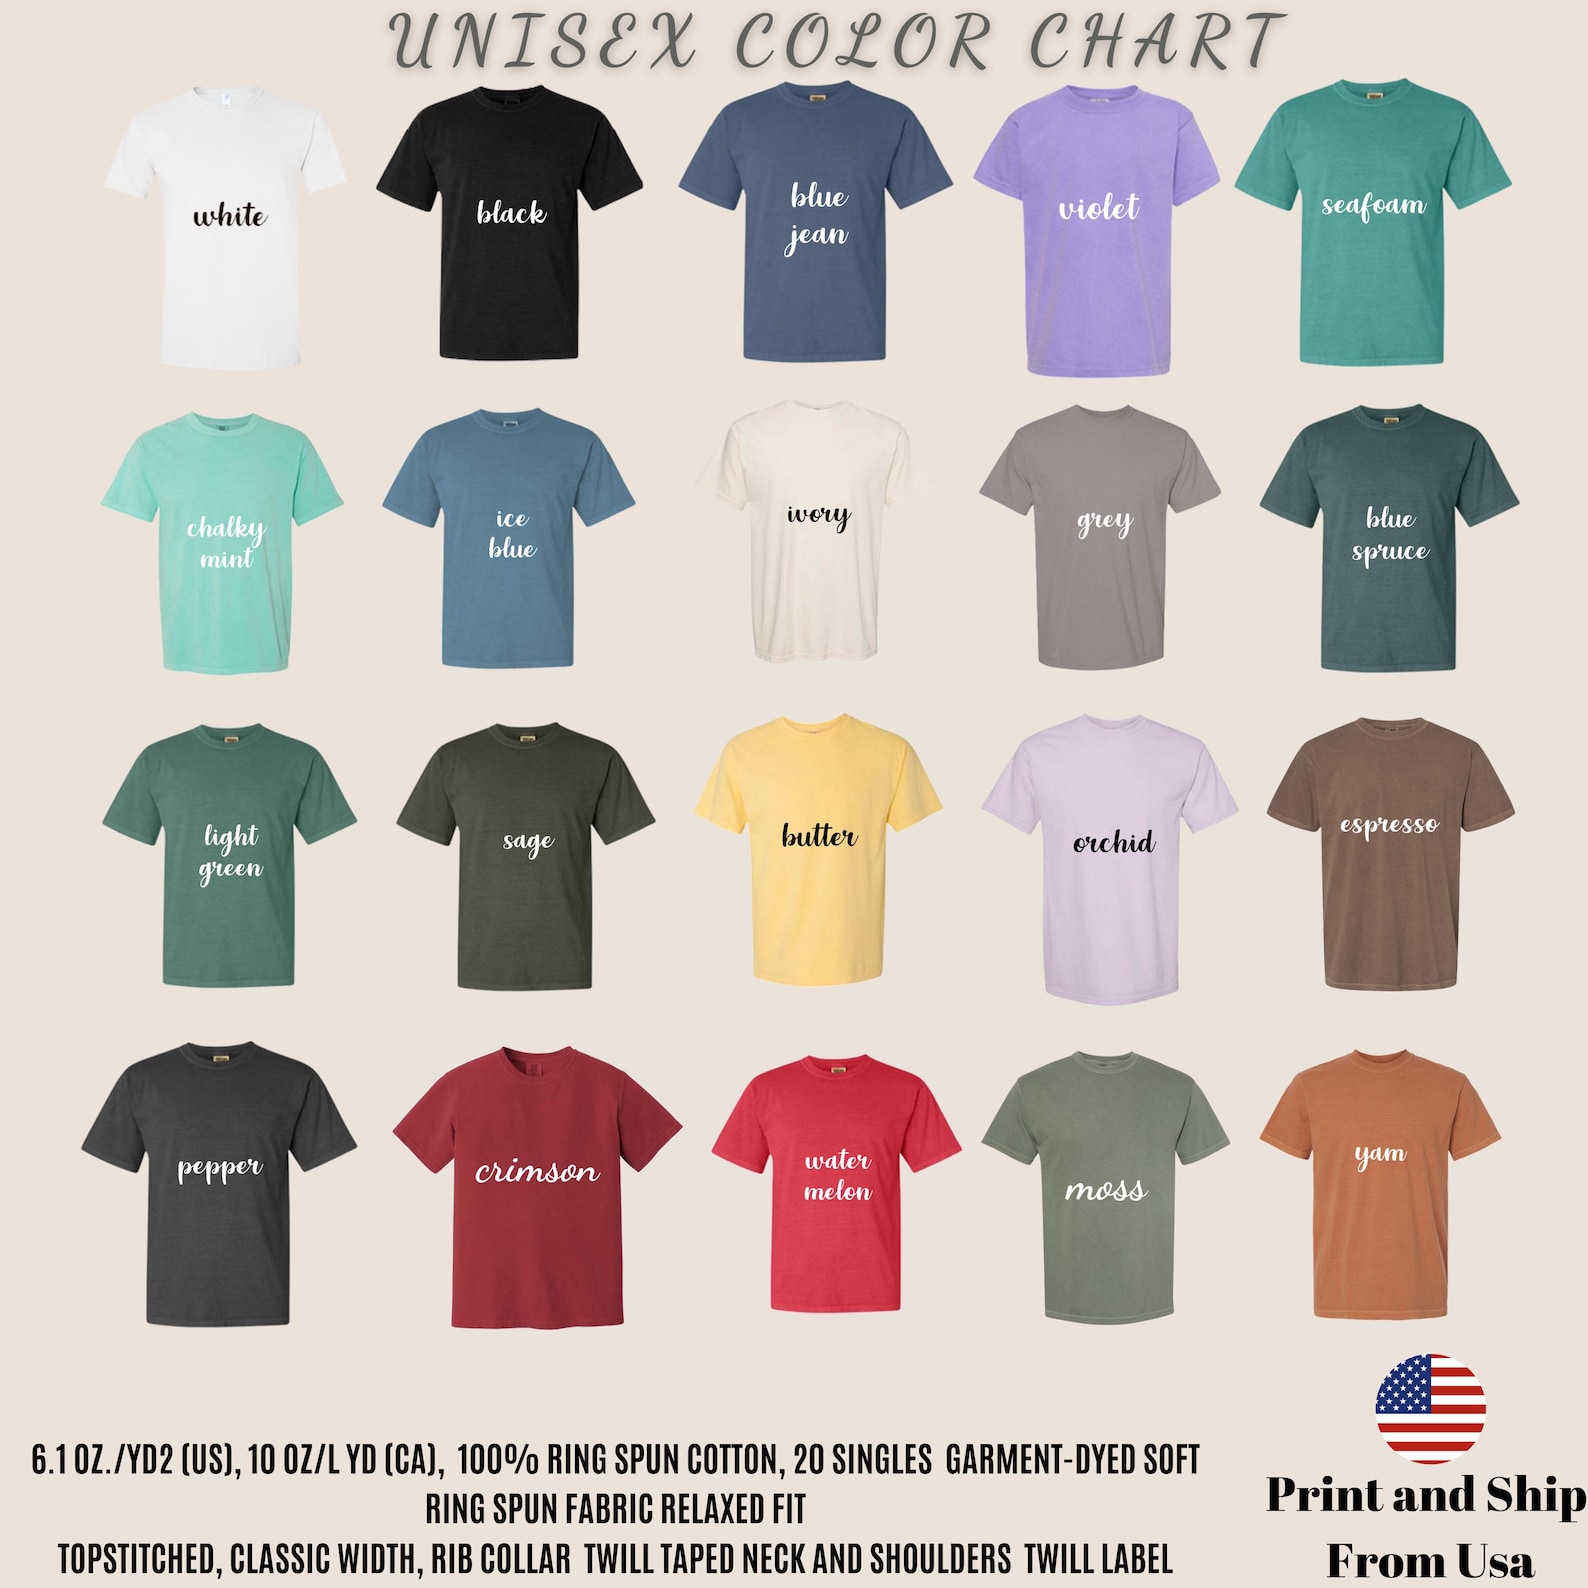 UNISEX COLOR CHART
white
black
blue
jean
violet
seafoam
chalky
mint
ice
blue
ivory
grey
blue
spruce
light
green
sage
butter
orchid
espresso
pepper
crimson
water
melon
moss
yam
6.1 OZ./YD2 (US), 10 OZ/L YD (CA), 100% RING SPUN COTTON, 20 SINGLES GARMENT-DYED SOFT
RING SPUN FABRIC RELAXED FIT
TOPSTITCHED, CLASSIC WIDTH, RIB COLLAR TWILL TAPED NECK AND SHOULDERS TWILL LABEL
Print and Ship
From Usa